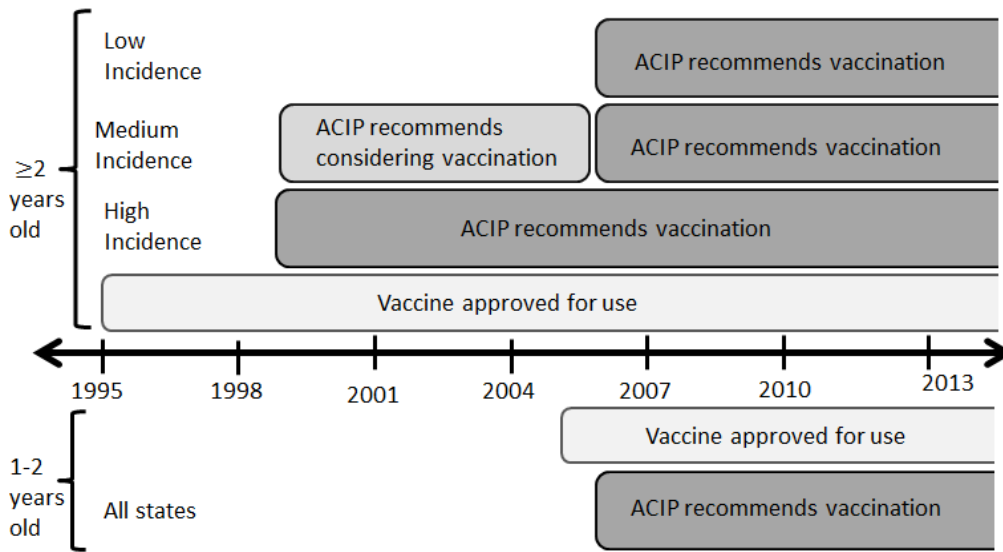 Low
Incidence
ACIP recommends vaccination
Medium
Incidence
ACIP recommends
considering vaccination
ACIP recommends vaccination
≥2
years
old
High
Incidence
ACIP recommends vaccination
Vaccine approved for use
1995
1998
2001
2004
2007
2010
2013
Vaccine approved for use
1-2
years
old
All states
ACIP recommends vaccination